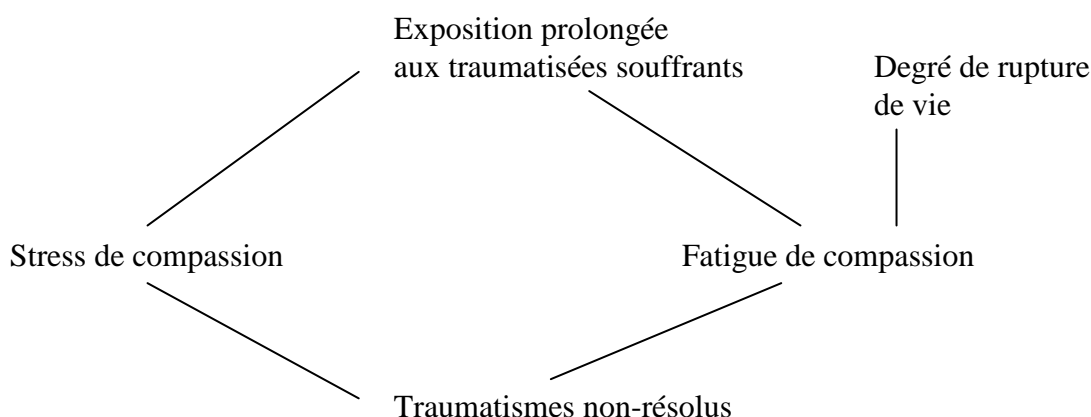 Exposition prolongée
aux traumatisées souffrants
Degré de rupture
de vie
Stress de compassion
Fatigue de compassion
Traumatismes non-résolus